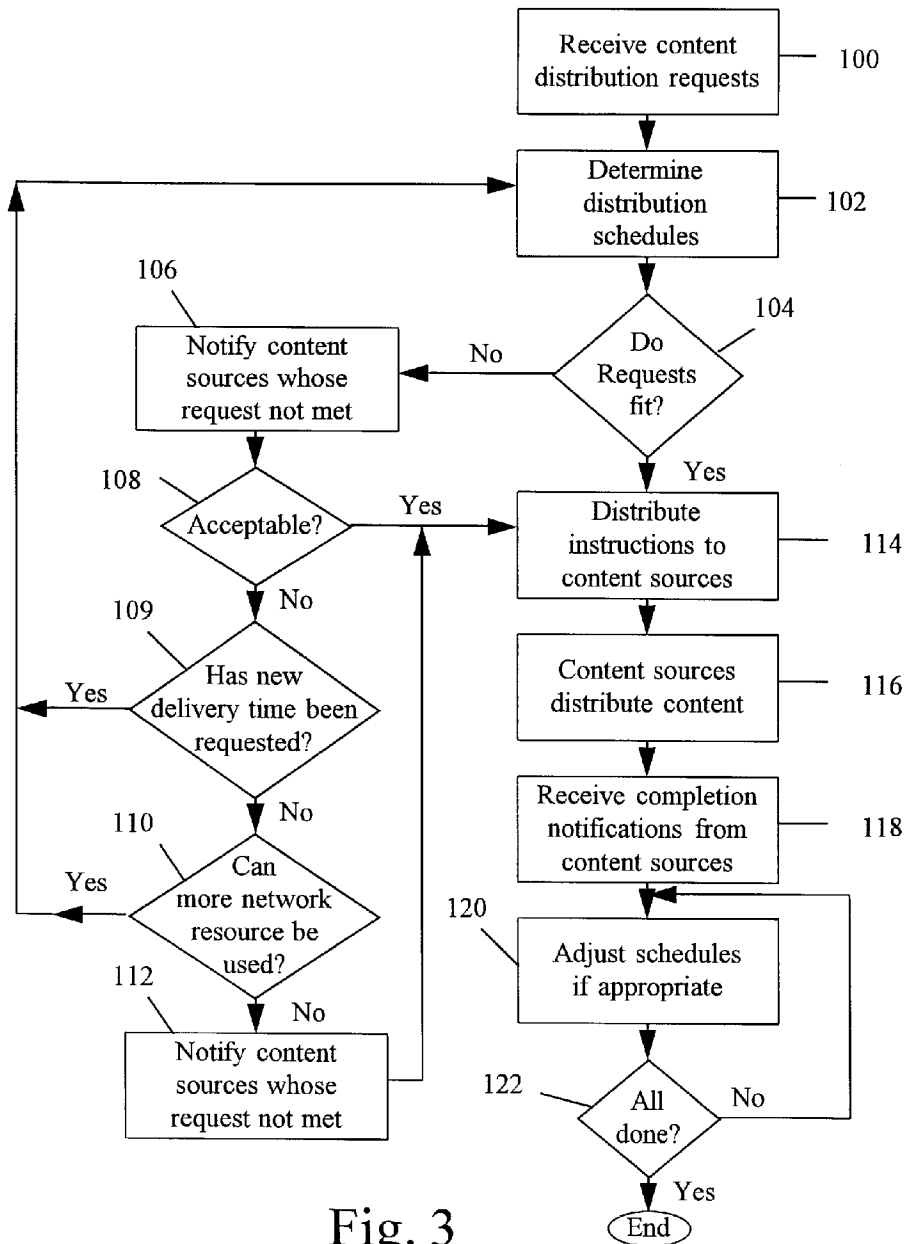 Receive content
distribution requests
100
Determine
distribution
schedules
102
106
104
Notify content
sources whose
request not met
No
Do
Requests
fit?
108
Acceptable?
Yes
Yes
Distribute
instructions to
content sources
114
No
109
Has new
delivery time been
requested?
Yes
Content sources
distribute content
116
No
110
Can
more network
resource be
used?
Yes
Receive completion
notifications from
content sources
118
120
Adjust schedules
if appropriate
112
No
Notify content
sources whose
request not met
122
All
done?
No
Yes
End
Fig. 3